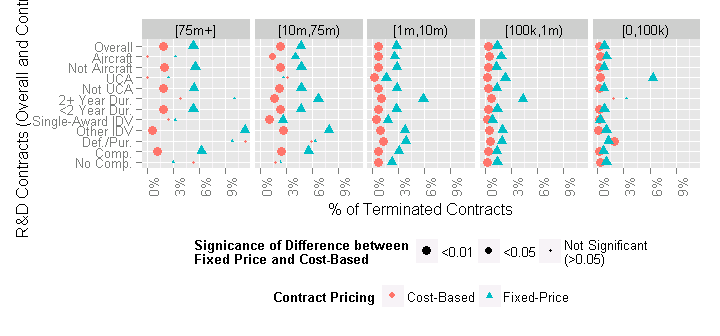 [75m+] [10m,75m) [1m,10m) [100k,1m) [0,100k)
R&D Contracts (Overall and Cont
Overall
Aircraft
Not Aircraft
UCA
Not UCA
2+ Year Dur.
<2 Year Dur.
Single-Award IDV
Other IDV
Def./Pur.
Comp.
No Comp.
0% 3% 6% 9% 0% 3% 6% 9% 0% 3% 6% 9% 0% 3% 6% 9% 0% 3% 6% 9%
% of Terminated Contracts
Signicance of Difference between
Fixed Price and Cost-Based
<0.01 <0.05 Not Significant
(>0.05)
Contract Pricing Cost-Based Fixed-Price